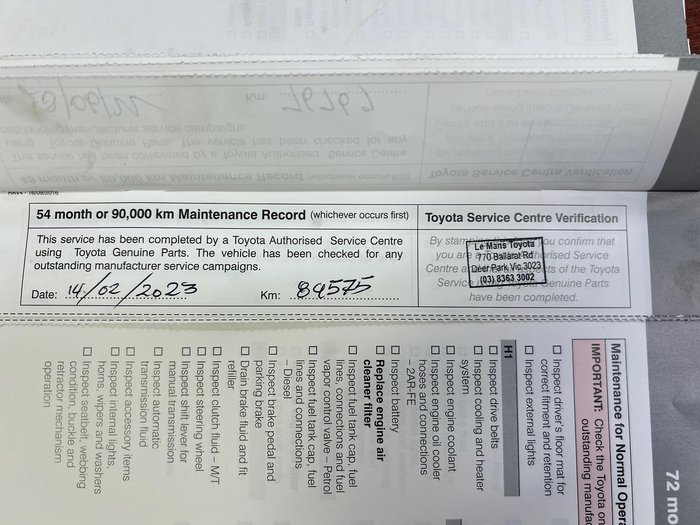 54 month or 90,000 km Maintenance Record (whichever occurs first)
This service has been completed by a Toyota Authorised Service Centre
using Toyota Genuine Parts. The vehicle has been checked for any
outstanding manufacturer service campaigns.
Date: 14/02/2023 Km: 89575
Toyota Service Centre Verification
By stamping you confirm that
you are Authorised Service
Centre of the Toyota
Service Genuine Parts
have been completed.
Le Mans Toyota
770 Ballarat Rd
Deer Park Vic 3023
(03) 8363 3002
72 mo
Maintenance for Normal Oper
IMPORTANT: Check the Toyota on
outstanding manufa
Inspect driver's floor mat for
correct fitment and retention
Inspect external lights
H1
Inspect drive belts
Inspect cooling and heater
system
Inspect engine coolant
Inspect engine oil cooler
hoses and connections
- 2AR-FE
Inspect battery
Replace engine air
cleaner filter
Inspect fuel tank cap, fuel
lines, connections and fuel
vapor control valve - Petrol
Inspect fuel tank cap, fuel
lines and connections
- Diesel
Inspect brake pedal and
parking brake
Drain brake fluid and
refiller
Inspect clutch fluid - M/T
Inspect steering wheel
Inspect shift lever for
manual transmission
Inspect automatic
transmission fluid
Inspect accessory items
Inspect internal lights,
horns, wipers and washers
Inspect seatbelt, webbing
condition, buckle and
retractor mechanism
operation